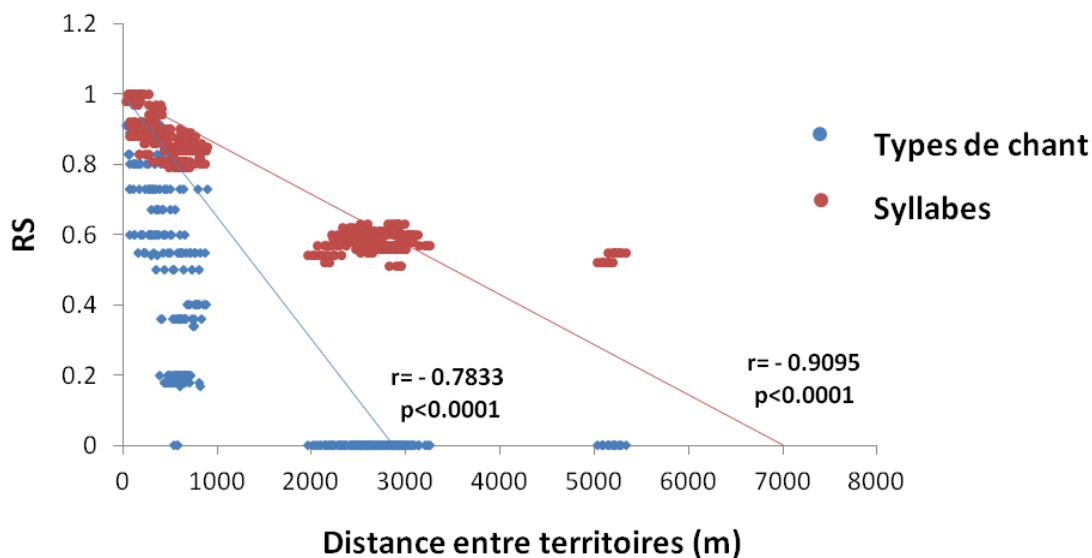 1.2
1
0.8
0.6
0.4
0.2
0
RS
Types de chant
Syllabes
r= - 0.7833
p<0.0001
r= - 0.9095
p<0.0001
0 1000 2000 3000 4000 5000 6000 7000 8000
Distance entre territoires (m)